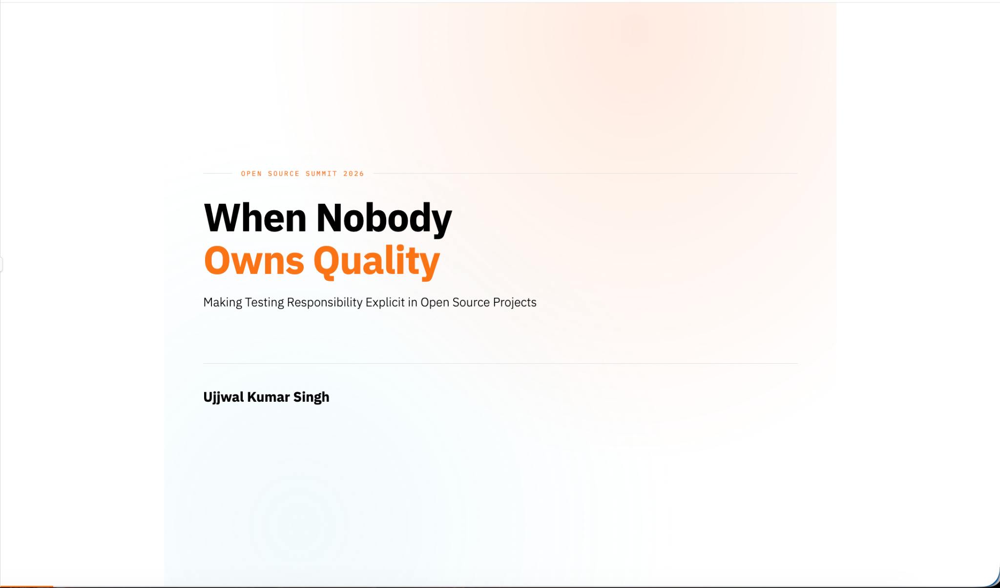 OPEN SOURCE SUMMIT 2026
When Nobody
Owns Quality
Making Testing Responsibility Explicit in Open Source Projects
Ujjwal Kumar Singh